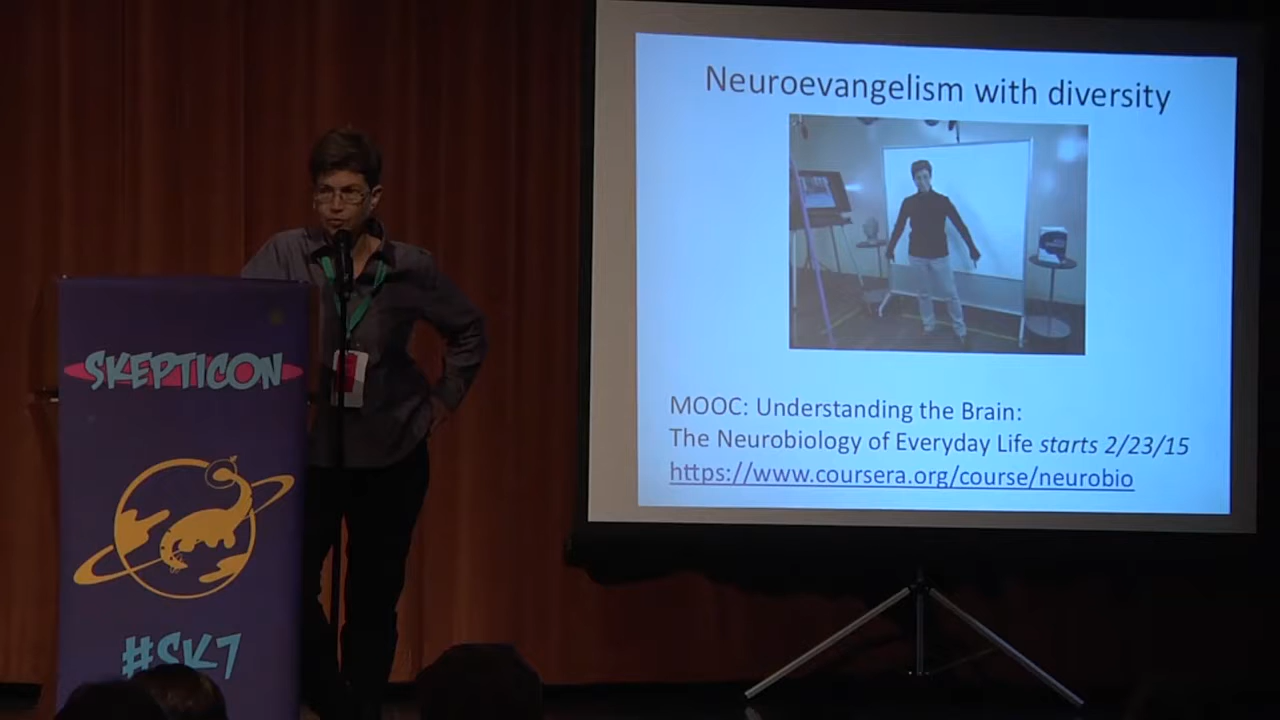 SKEPTICON
#SK7
Neuroevangelism with diversity
MOOC: Understanding the Brain:
The Neurobiology of Everyday Life starts 2/23/15
https://www.coursera.org/course/neurobio